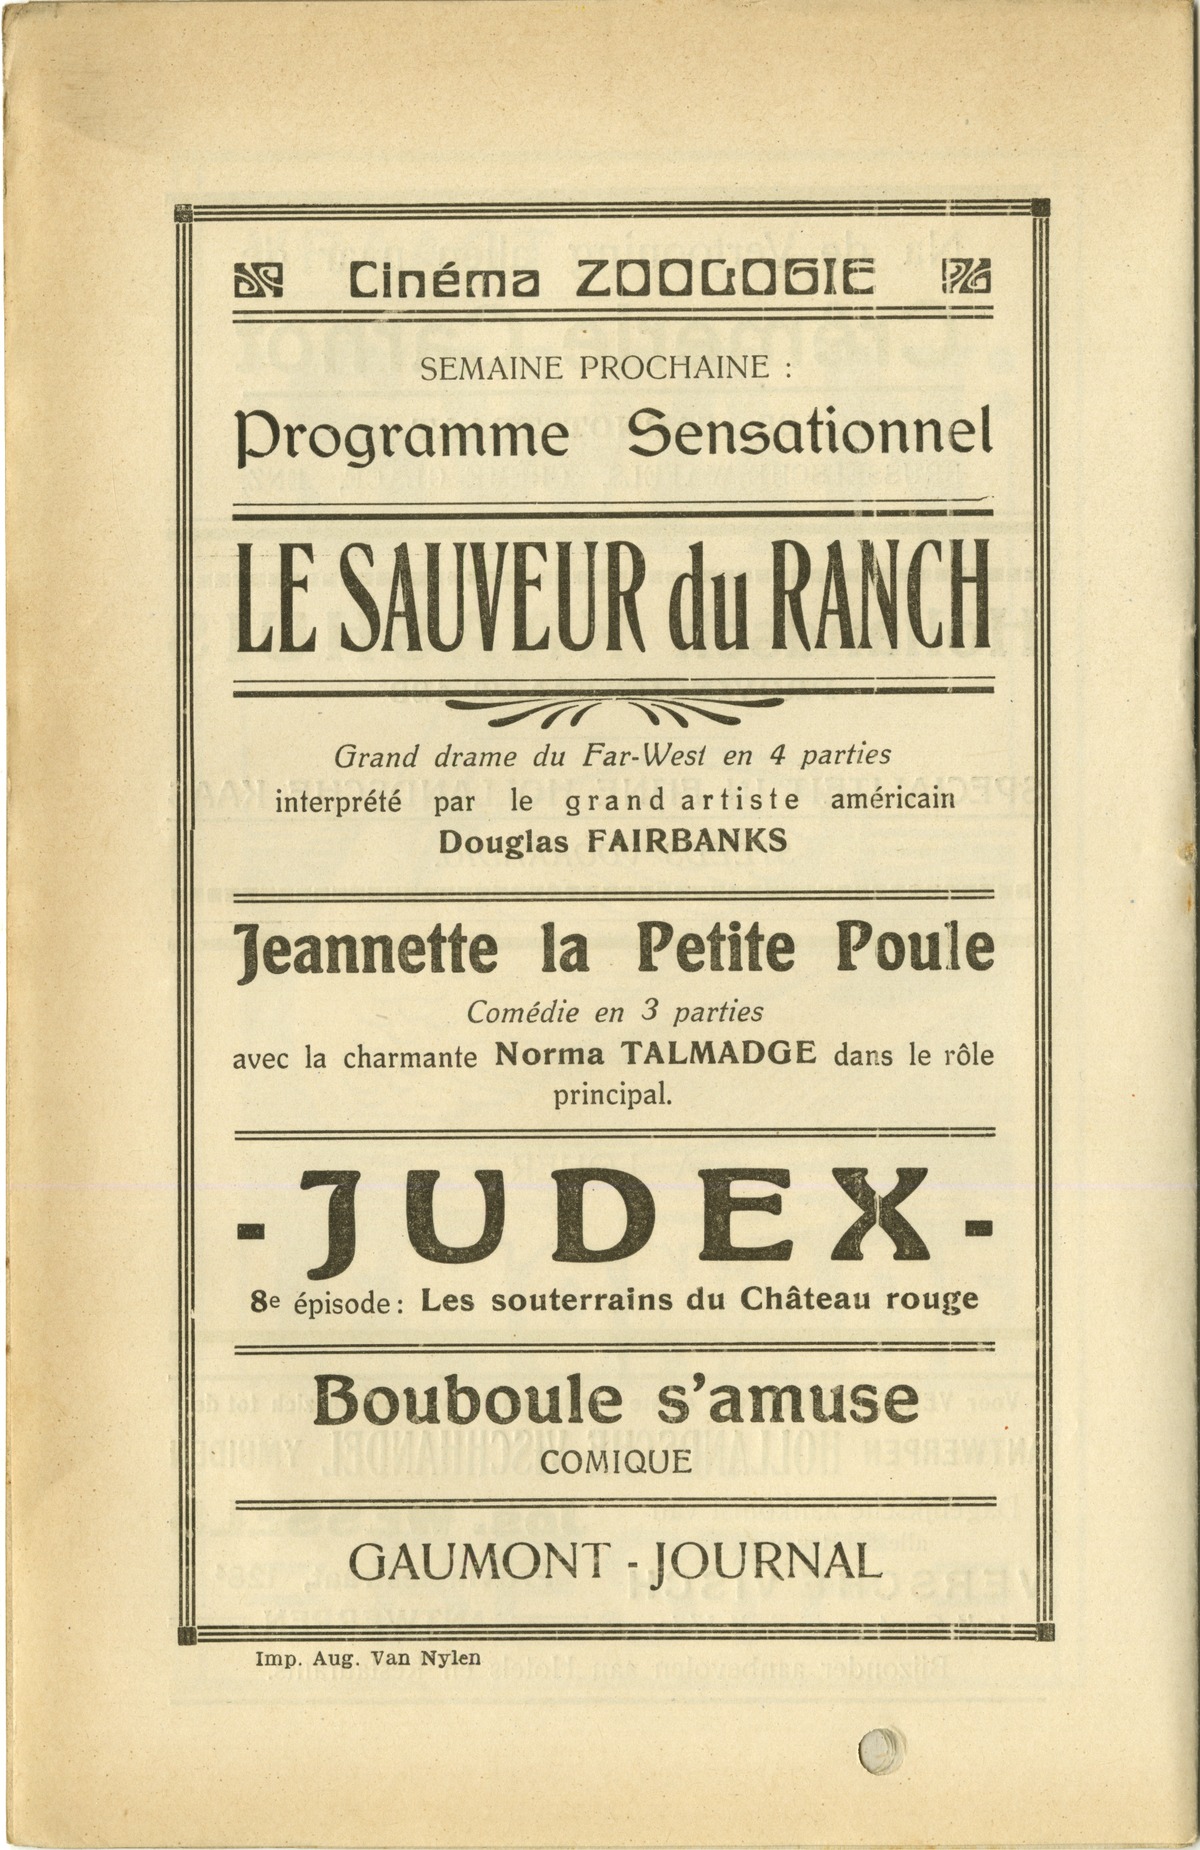 Cinéma ZOOLOGIE
SEMAINE PROCHAINE :
Programme Sensationnel
LE SAUVEUR du RANCH
Grand drame du Far-West en 4 parties
interprété par le grand artiste américain
Douglas FAIRBANKS
Jeannette la Petite Poule
Comédie en 3 parties
avec la charmante Norma TALMADGE dans le rôle
principal.
- JUDEX -
8e épisode : Les souterrains du Château rouge
Bouboule s'amuse
COMIQUE
GAUMONT - JOURNAL
Imp. Aug. Van Nylen